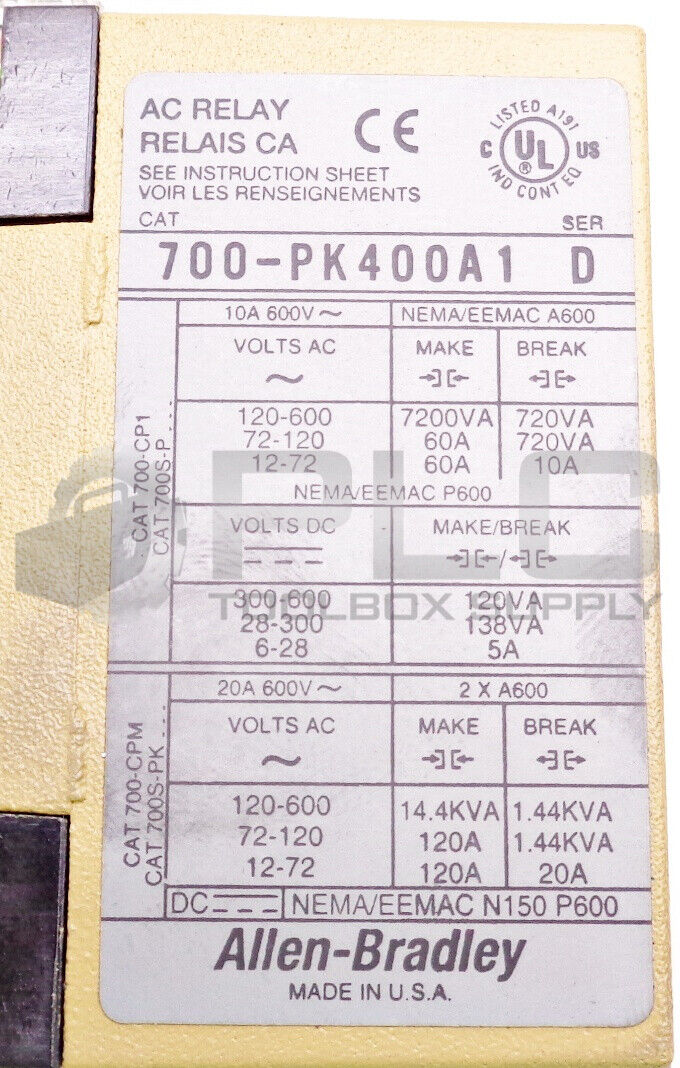 AC RELAY
RELAIS CA
CE
LISTED A191
C UL ® US
IND CONT EQ
SEE INSTRUCTION SHEET
VOIR LES RENSEIGNEMENTS
CAT SER
700-PK400A1 D
10A 600V ~ NEMA/EEMAC A600
VOLTS AC MAKE BREAK
~
120-600 7200VA 720VA
72-120 60A 720VA
12-72 60A 10A
CAT 700-CP1
CAT 700S-P---
NEMA/EEMAC P600
VOLTS DC MAKE/BREAK
/
300-600 120VA
28-300 138VA
6-28 5A
PLC
TOOLBOX SUPPLY
20A 600V ~ 2 X A600
VOLTS AC MAKE BREAK
~
120-600 14.4KVA 1.44KVA
72-120 120A 1.44KVA
12-72 120A 20A
CAT 700-CPM
CAT 700S-PK---
DC NEMA/EEMAC N150 P600
Allen-Bradley
MADE IN U.S.A.